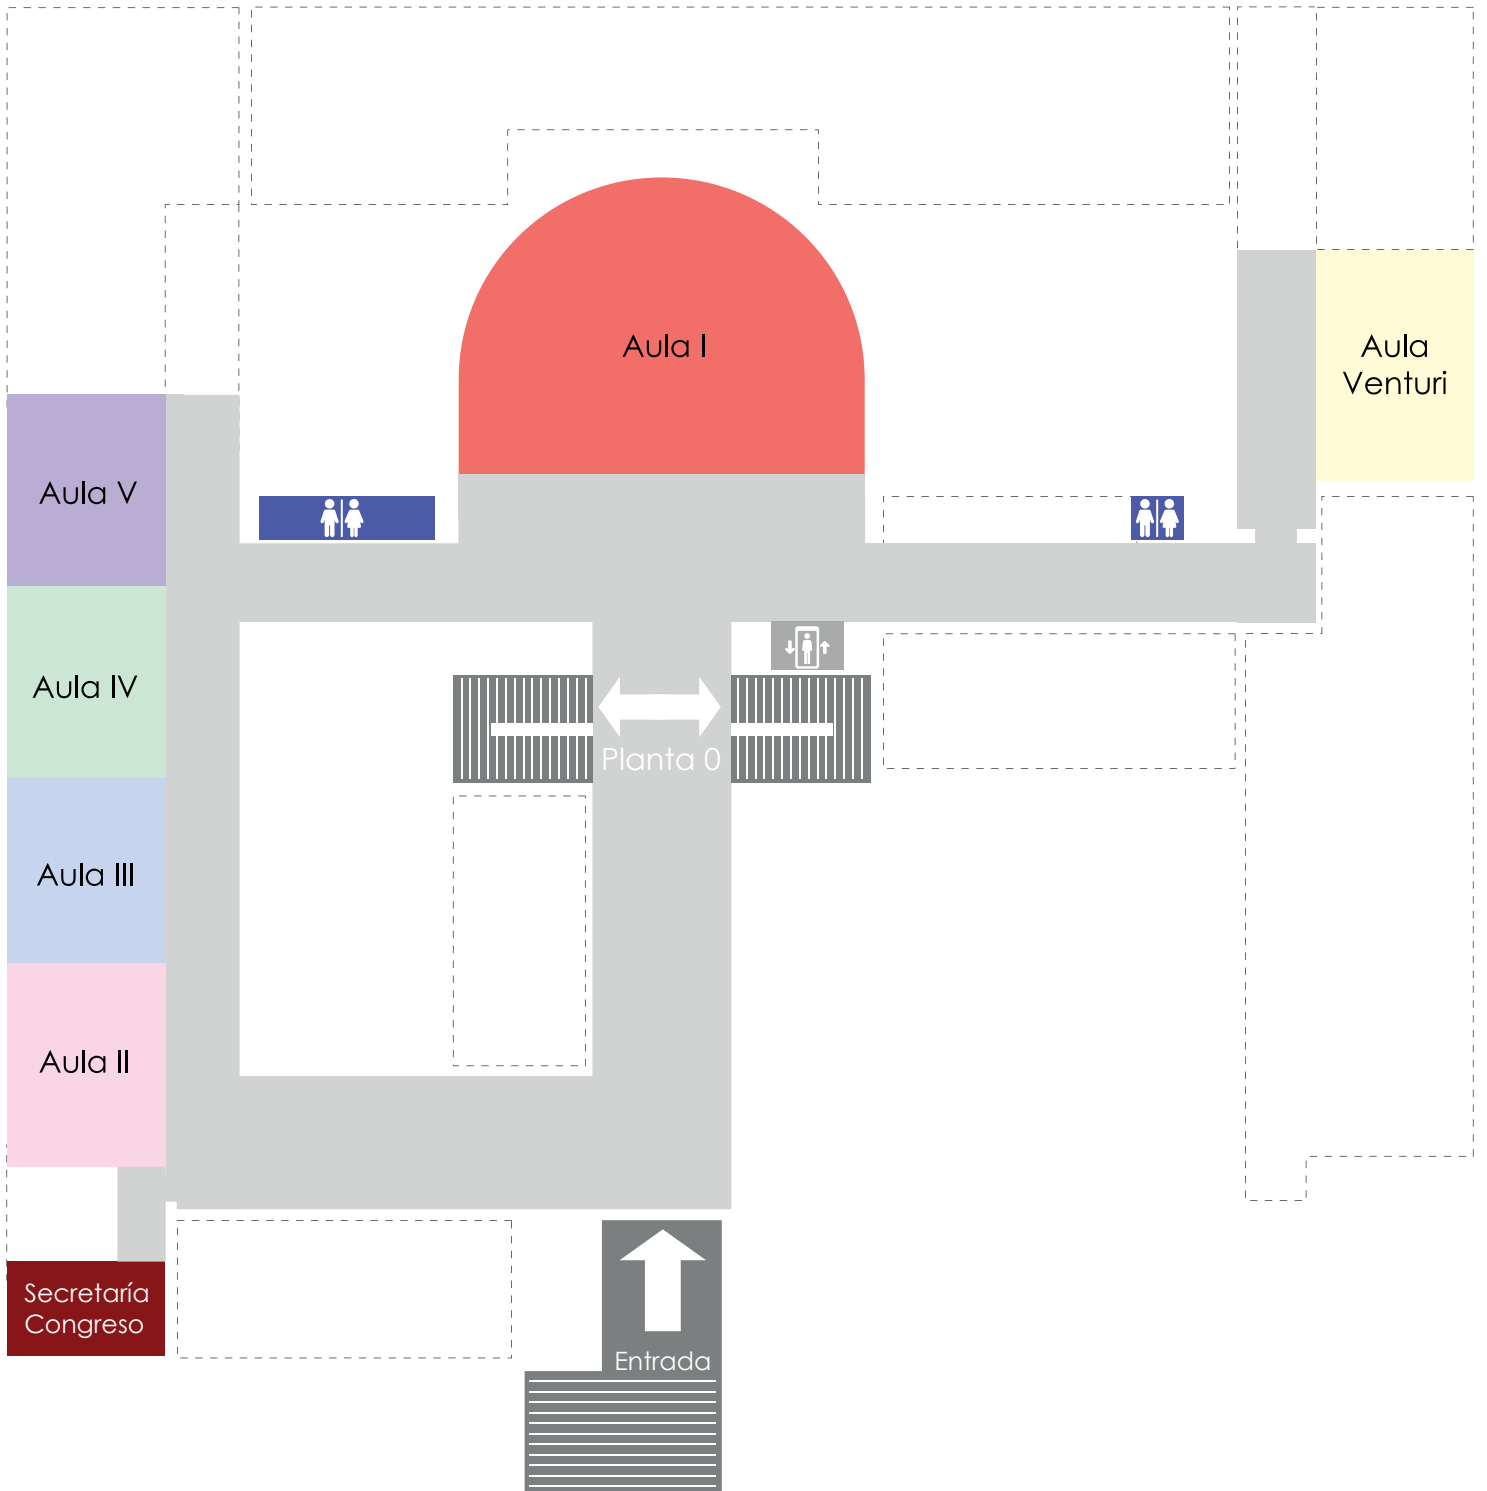 Aula I
Aula
Venturi
Aula V
Aula IV
Planta 0
Aula III
Aula II
Secretaría
Congreso
Entrada